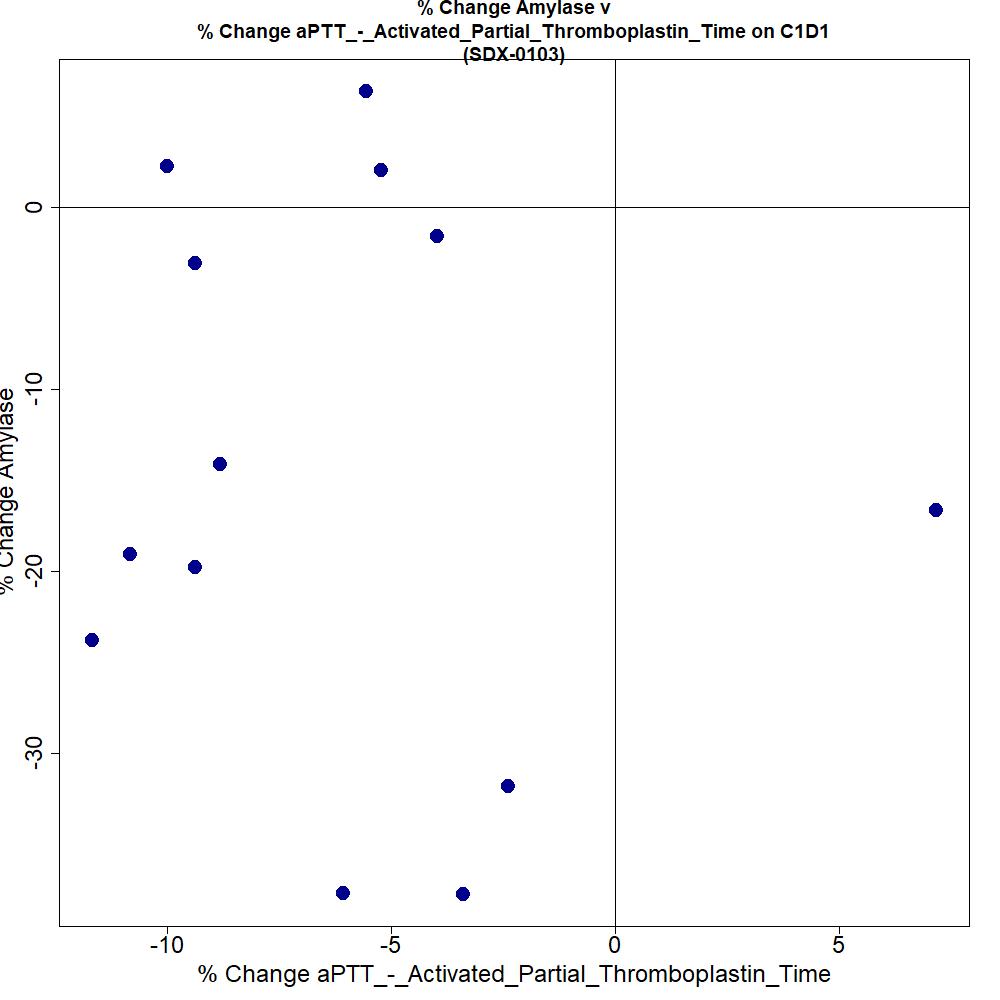 % Change Amylase v
% Change aPTT_-_Activated_Partial_Thromboplastin_Time on C1D1
(SDX-0103)
% Change Amylase
0
-10
-20
-30
-10
-5
0
5
% Change aPTT_-_Activated_Partial_Thromboplastin_Time